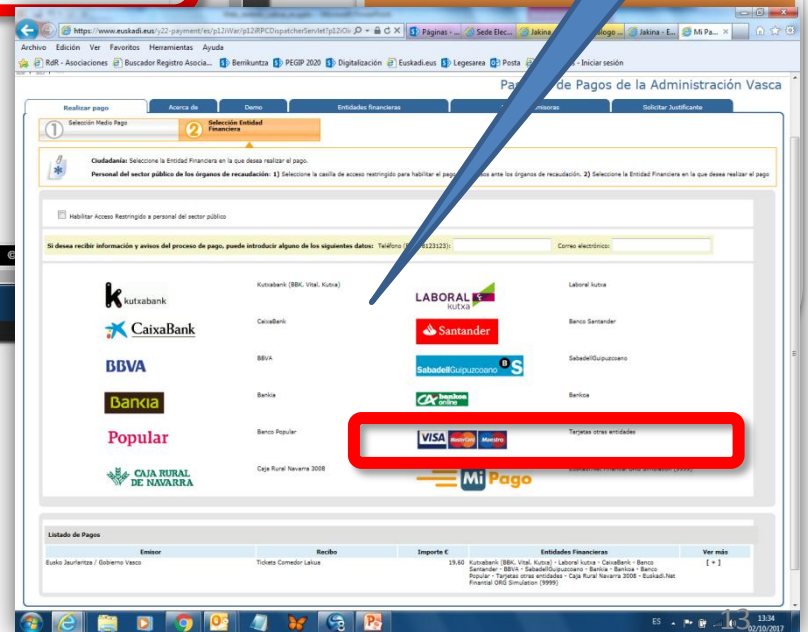 https://www.euskadi.eus/y22-payment/es/p12iWar/p12iRPCDispatcherServlet?p12iOi
Páginas - ...
Sede Elec...
Jakina
logo ...
Jakina - E...
Mi Pa...
Archivo Edición Ver Favoritos Herramientas Ayuda
RdR - Asociaciones
Buscador Registro Asocia...
Berrikuntza
PEGIP 2020
Digitalización
Euskadi.eus
Legesarea
Posta
- Iniciar sesión
Pa
de Pagos de la Administración Vasca
Realizar pago
Acerca de
Demo
Entidades financieras
misoras
Solicitar Justificante
1 Selección Medio Pago
2 Selección Entidad
Financiera
Ciudadanía: Seleccione la Entidad Financiera en la que desea realizar el pago.
Personal del sector público de los órganos de recaudación: 1) Seleccione la casilla de acceso restringido para habilitar el pago
sos ante los órganos de recaudación. 2) Seleccione la Entidad Financiera en la que desea realizar el pago
Habilitar Acceso Restringido a personal del sector público
Si desea recibir información y avisos del proceso de pago, puede introducir alguno de los siguientes datos: Teléfono
8123123):
Correo electrónico:
kutxabank
Kutxabank (BBK, Vital, Kutxa)
LABORAL
kutxa
Laboral kutxa
CaixaBank
CaixaBank
Santander
Banco Santander
BBVA
BBVA
SabadellGuipuzcoano
B S
SabadellGuipuzcoano
Bankia
Bankia
CA bankoa
online
Bankoa
Popular
Banco Popular
VISA MasterCard Maestro
Tarjetas otras entidades
CAJA RURAL
DE NAVARRA
Caja Rural Navarra 3008
Mi Pago
(9999)
Listado de Pagos
Emisor
Recibo
Importe €
Entidades Financieras
Ver más
Eusko Jaurlaritza / Gobierno Vasco
Tickets Comedor Lakua
19.60
Kutxabank (BBK, Vital, Kutxa) - Laboral kutxa - CaixaBank - Banco
Santander - BBVA - SabadellGuipuzcoano - Bankia - Bankoa - Banco
Popular - Tarjetas otras entidades - Caja Rural Navarra 3008 - Euskadi.Net
Finantial ORG Simulation (9999)
[ + ]
ES
13
13:34
02/10/2017